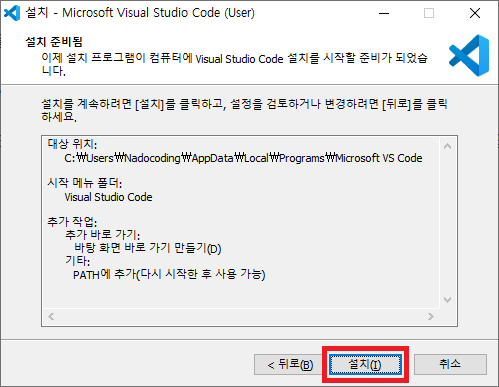 설치 - Microsoft Visual Studio Code (User)
설치 준비됨
이제 설치 프로그램이 컴퓨터에 Visual Studio Code 설치를 시작할 준비가 되었습
니다.
설치를 계속하려면 [설치]를 클릭하고, 설정을 검토하거나 변경하려면 [뒤로]를 클릭
하세요.
대상 위치:
C:₩Users₩Nadocoding₩AppData₩Local₩Programs₩Microsoft VS Code
시작 메뉴 폴더:
Visual Studio Code
추가 작업:
추가 바로 가기:
바탕 화면 바로 가기 만들기(D)
기타:
PATH에 추가(다시 시작한 후 사용 가능)
< 뒤로(B) 설치(I) 취소